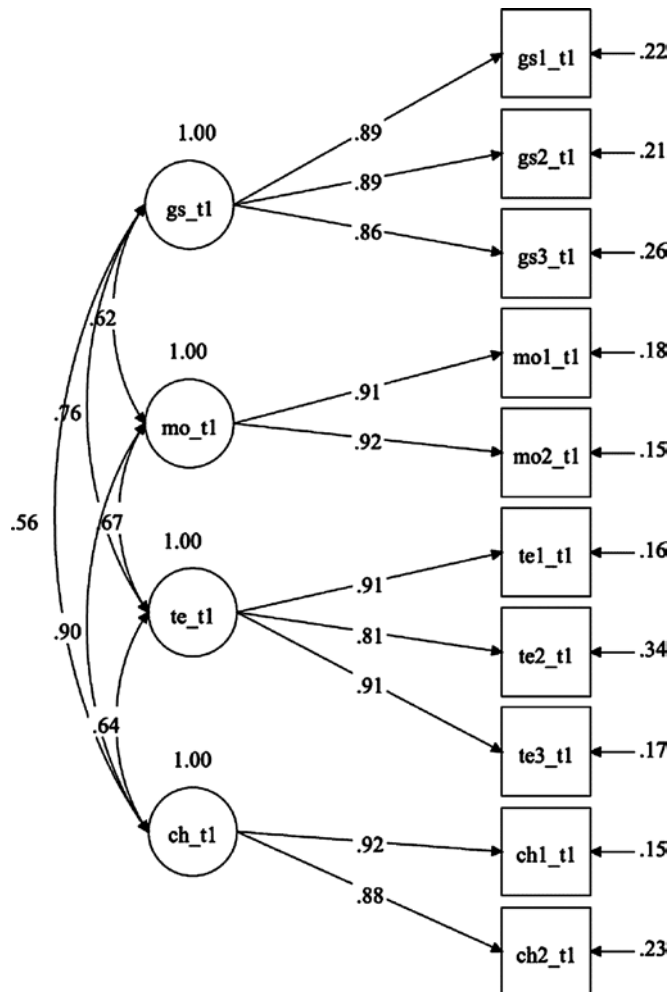 gs1_t1
.22
1.00
.89
gs2_t1
.21
gs_t1
.89
.86
gs3_t1
.26
.62
1.00
mo1_t1
.18
.91
.76
mo_t1
.92
mo2_t1
.15
.56
.67
1.00
te1_t1
.16
.91
te_t1
.81
te2_t1
.34
.90
.91
.64
1.00
te3_t1
.17
ch_t1
.92
ch1_t1
.15
.88
ch2_t1
.23